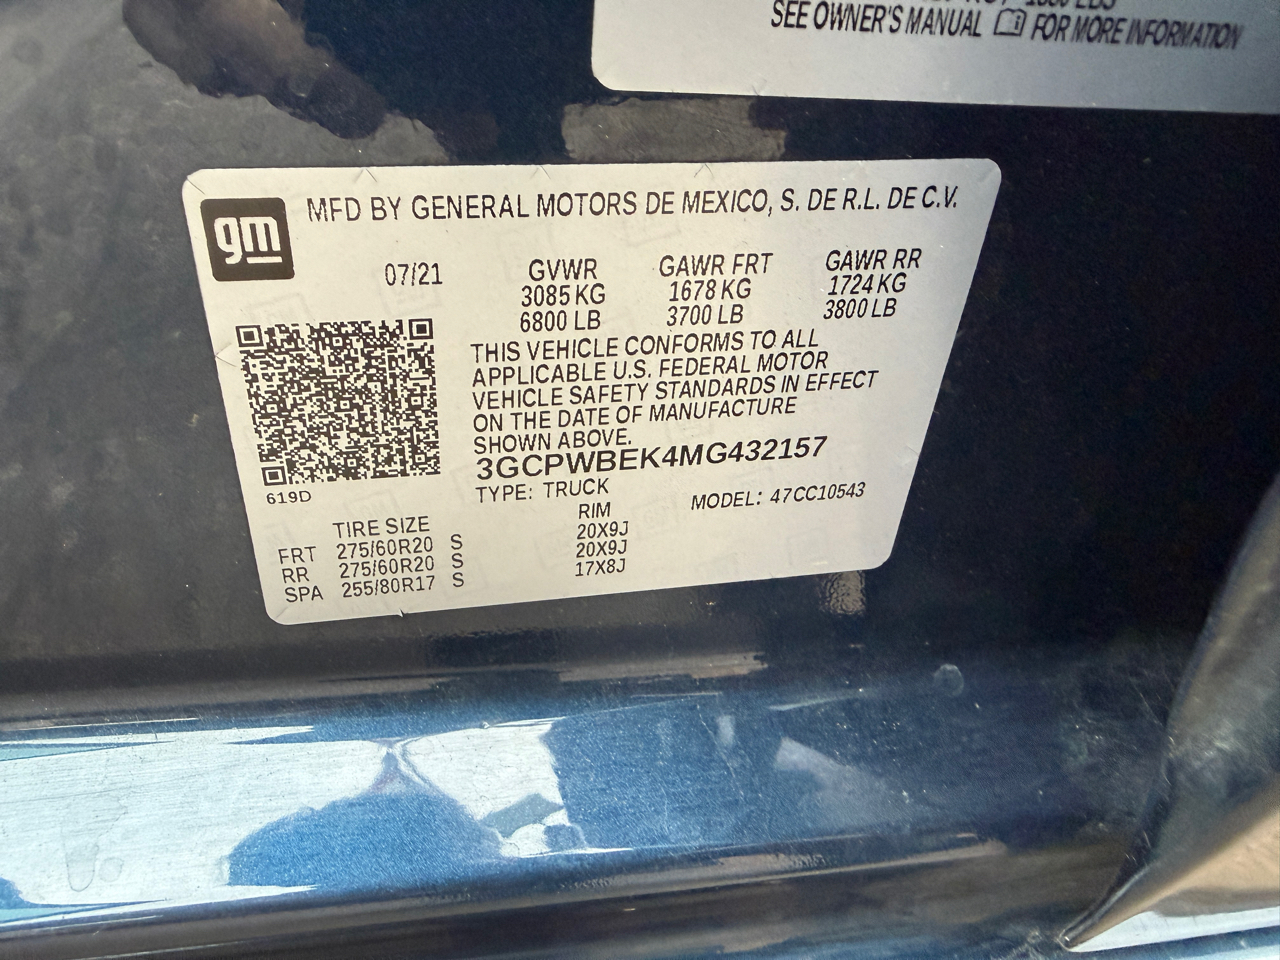 SEE OWNER'S MANUAL FOR MORE INFORMATION
gm
MFD BY GENERAL MOTORS DE MEXICO, S. DE R.L. DE C.V.
07/21 GVWR GAWR FRT GAWR RR
3085 KG 1678 KG 1724 KG
6800 LB 3700 LB 3800 LB
THIS VEHICLE CONFORMS TO ALL
APPLICABLE U.S. FEDERAL MOTOR
VEHICLE SAFETY STANDARDS IN EFFECT
ON THE DATE OF MANUFACTURE
SHOWN ABOVE.
3GCPWBEK4MG432157
619D
TYPE: TRUCK MODEL: 47CC10543
TIRE SIZE RIM
FRT 275/60R20 S 20X9J
RR 275/60R20 S 20X9J
SPA 255/80R17 S 17X8J